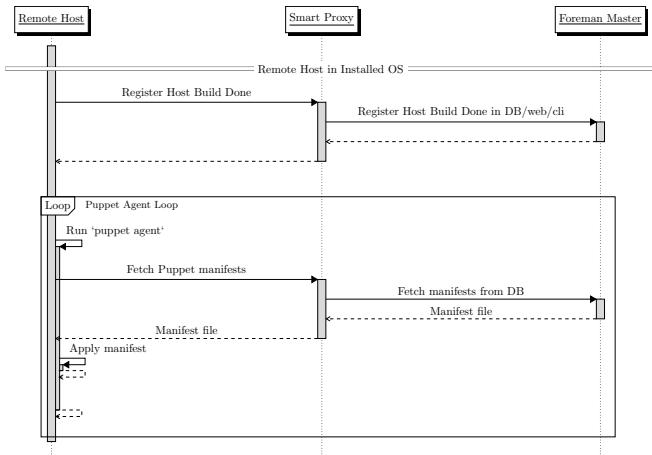 Remote Host
Smart Proxy
Foreman Master
Remote Host in Installed OS
Register Host Build Done
Register Host Build Done in DB/web/cli
Loop
Puppet Agent Loop
Run ‘puppet agent‘
Fetch Puppet manifests
Fetch manifests from DB
Manifest file
Manifest file
Apply manifest